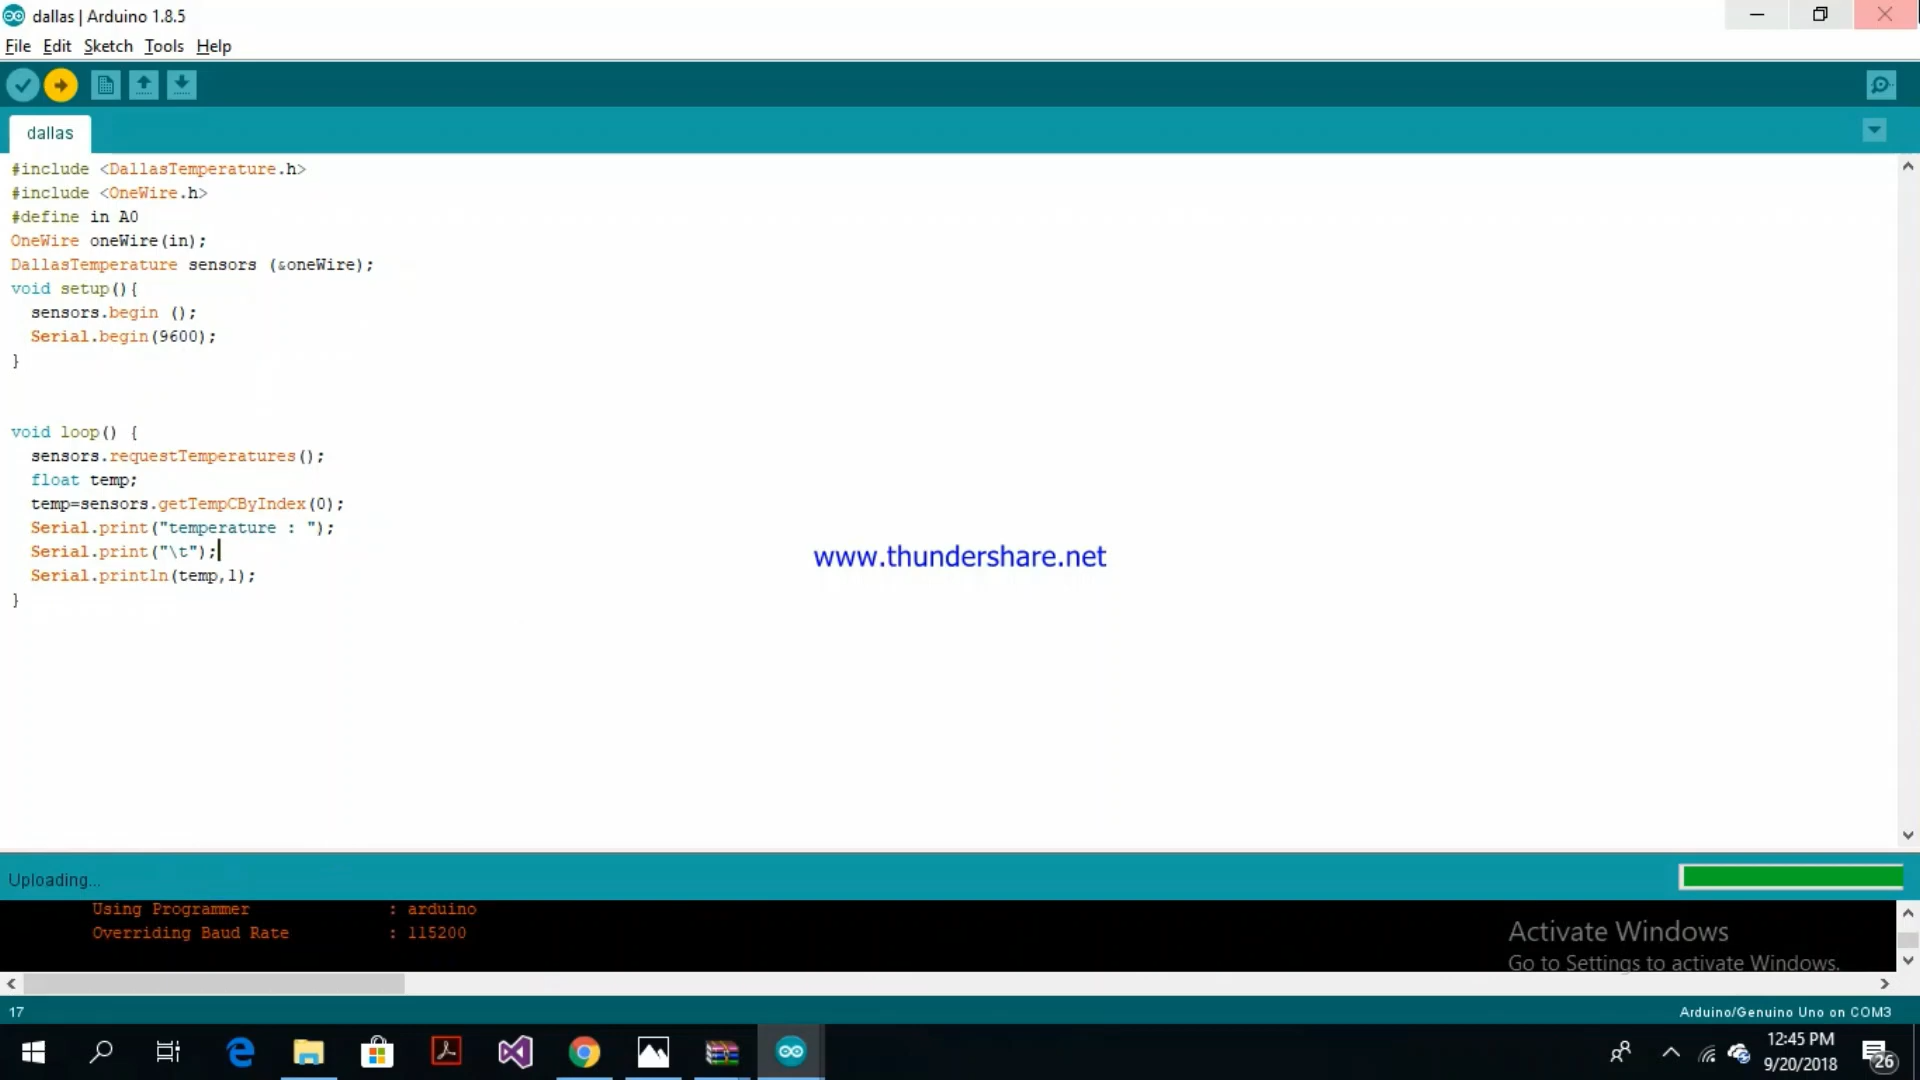 dallas | Arduino 1.8.5
File Edit Sketch Tools Help
dallas
#include <DallasTemperature.h>
#include <OneWire.h>
#define in A0
OneWire oneWire(in);
DallasTemperature sensors (&oneWire);
void setup(){
  sensors.begin ();
  Serial.begin(9600);
}
void loop() {
  sensors.requestTemperatures();
  float temp;
  temp=sensors.getTempCByIndex(0);
  Serial.print("temperature : ");
  Serial.print("\t");
  Serial.println(temp,1);
}
www.thundershare.net
Uploading...
Using Programmer : arduino
Overriding Baud Rate : 115200
Activate Windows
Go to Settings to activate Windows.
17
Arduino/Genuino Uno on COM3
12:45 PM
9/20/2018
26